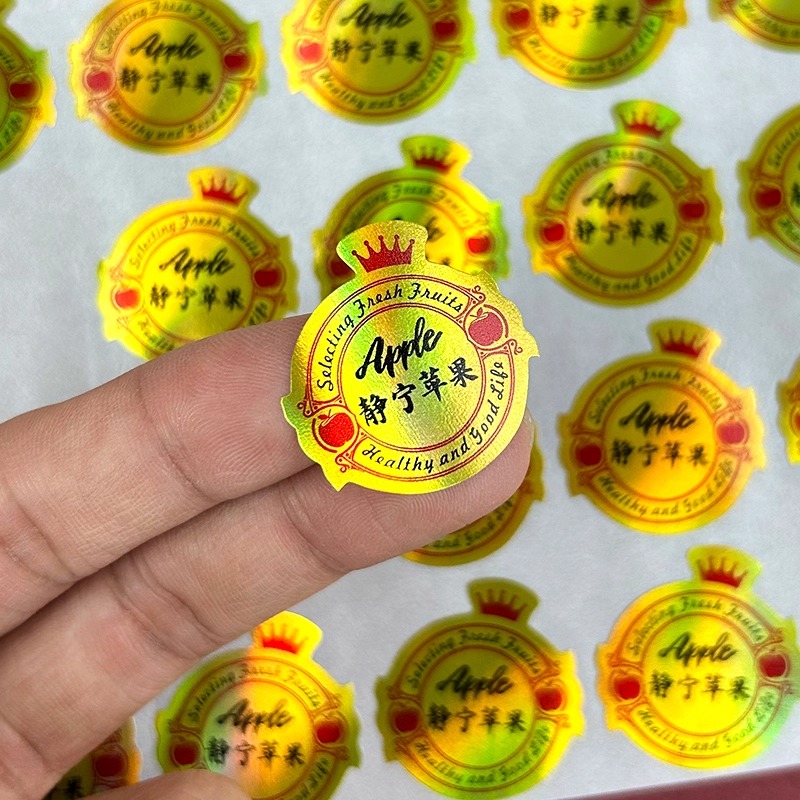 Selecting Fresh Fruits
Apple
静宁苹果
Healthy and Good Life